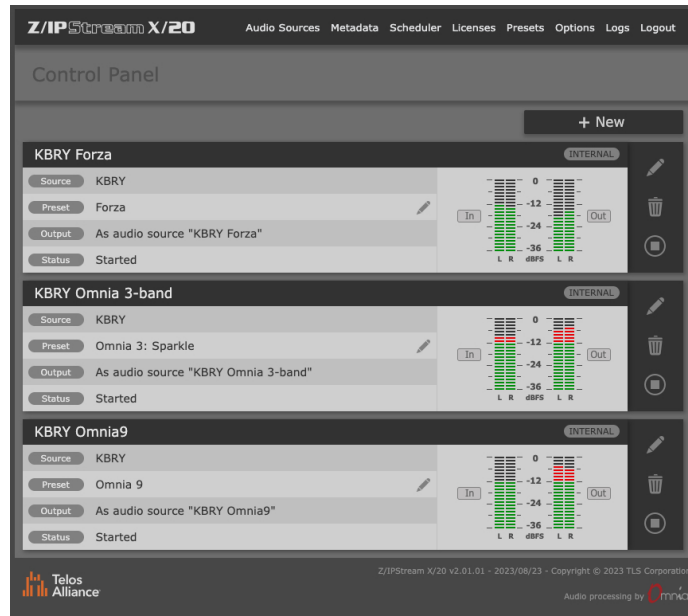 Z/IPStream X/20 Audio Sources Metadata Scheduler Licenses Presets Options Logs Logout
Control Panel
+ New
KBRY Forza INTERNAL
Source KBRY
Preset Forza
Output As audio source "KBRY Forza"
Status Started
In 0 -12 -24 -36 Out
L R dBFS L R
KBRY Omnia 3-band INTERNAL
Source KBRY
Preset Omnia 3: Sparkle
Output As audio source "KBRY Omnia 3-band"
Status Started
In 0 -12 -24 -36 Out
L R dBFS L R
KBRY Omnia9 INTERNAL
Source KBRY
Preset Omnia 9
Output As audio source "KBRY Omnia9"
Status Started
In 0 -12 -24 -36 Out
L R dBFS L R
Telos Alliance
Z/IPStream X/20 v2.01.01 - 2023/08/23 - Copyright © 2023 TLS Corporation
Audio processing by Omnia